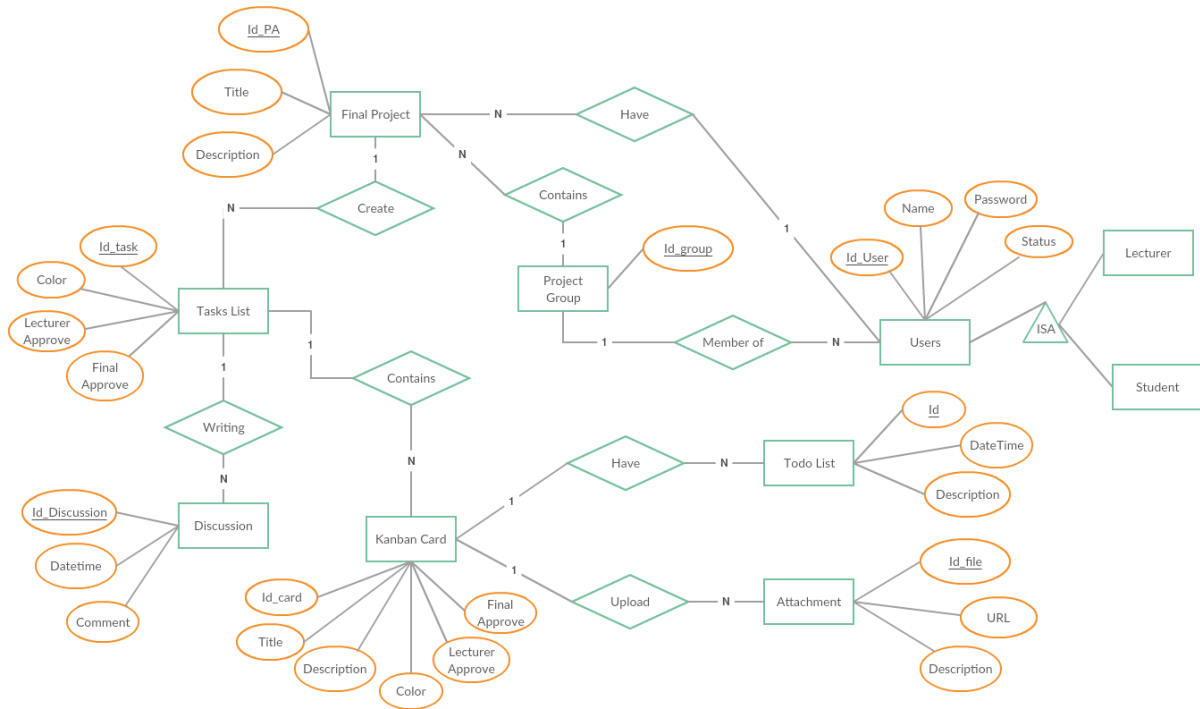 Id_PA
Title
Description
Final Project
N
Have
1
N
Contains
1
1
Create
N
Project
Group
Id_group
1
Member of
N
Name
Password
Id_User
Status
Users
ISA
Lecturer
Student
Id_task
Color
Lecturer
Approve
Final
Approve
Tasks List
1
Contains
N
1
Writing
N
Id_Discussion
Datetime
Comment
Discussion
Kanban Card
Id_card
Title
Description
Color
Lecturer
Approve
Final
Approve
1
Have
N
Todo List
Id
DateTime
Description
1
Upload
N
Attachment
Id_file
URL
Description